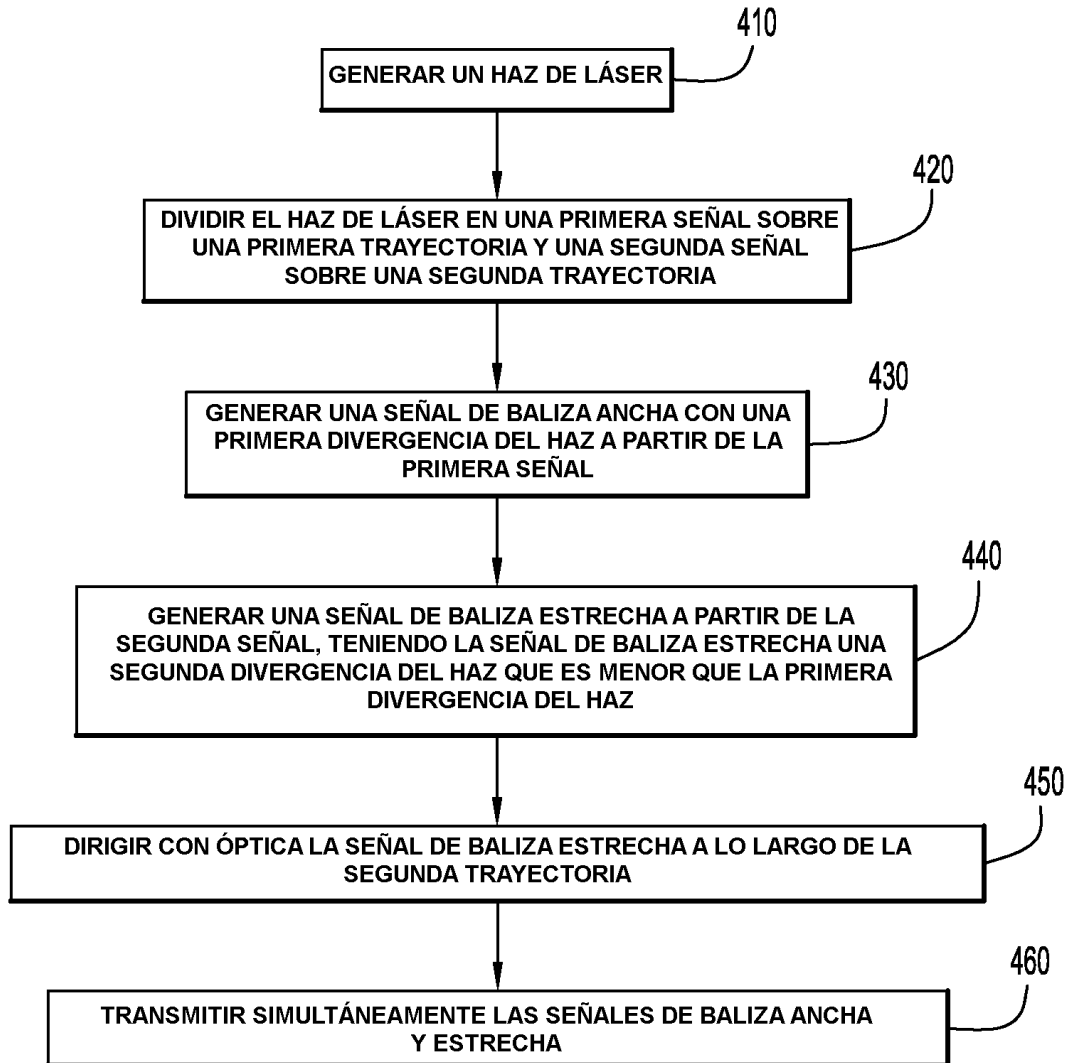 410
GENERAR UN HAZ DE LÁSER
420
DIVIDIR EL HAZ DE LÁSER EN UNA PRIMERA SEÑAL SOBRE
UNA PRIMERA TRAYECTORIA Y UNA SEGUNDA SEÑAL
SOBRE UNA SEGUNDA TRAYECTORIA
430
GENERAR UNA SEÑAL DE BALIZA ANCHA CON UNA
PRIMERA DIVERGENCIA DEL HAZ A PARTIR DE LA
PRIMERA SEÑAL
440
GENERAR UNA SEÑAL DE BALIZA ESTRECHA A PARTIR DE LA
SEGUNDA SEÑAL, TENIENDO LA SEÑAL DE BALIZA ESTRECHA UNA
SEGUNDA DIVERGENCIA DEL HAZ QUE ES MENOR QUE LA PRIMERA
DIVERGENCIA DEL HAZ
450
DIRIGIR CON ÓPTICA LA SEÑAL DE BALIZA ESTRECHA A LO LARGO DE LA
SEGUNDA TRAYECTORIA
460
TRANSMITIR SIMULTÁNEAMENTE LAS SEÑALES DE BALIZA ANCHA
Y ESTRECHA